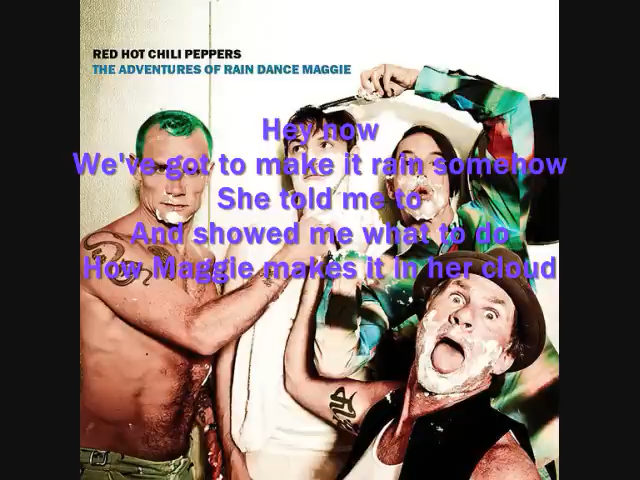 RED HOT CHILI PEPPERS
THE ADVENTURES OF RAIN DANCE MAGGIE
Hey now
We've got to make it rain somehow
She told me to
And showed me what to do
How Maggie makes it in her cloud